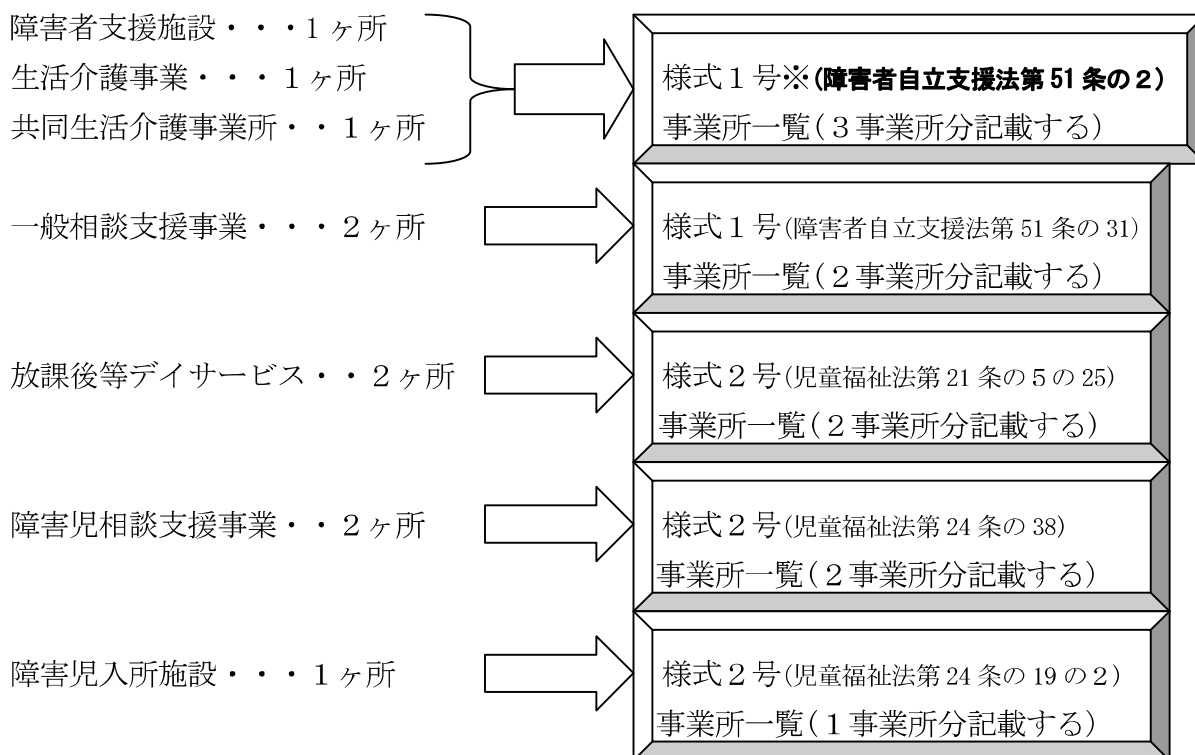 障害者支援施設・・・1ヶ所
生活介護事業・・・1ヶ所
共同生活介護事業所・・1ヶ所
様式1号※(障害者自立支援法第51条の2)
事業所一覧(3事業所分記載する)
一般相談支援事業・・・2ヶ所
様式1号(障害者自立支援法第51条の31)
事業所一覧(2事業所分記載する)
放課後等デイサービス・・2ヶ所
様式2号(児童福祉法第21条の5の25)
事業所一覧(2事業所分記載する)
障害児相談支援事業・・2ヶ所
様式2号(児童福祉法第24条の38)
事業所一覧(2事業所分記載する)
障害児入所施設・・・1ヶ所
様式2号(児童福祉法第24条の19の2)
事業所一覧(1事業所分記載する)